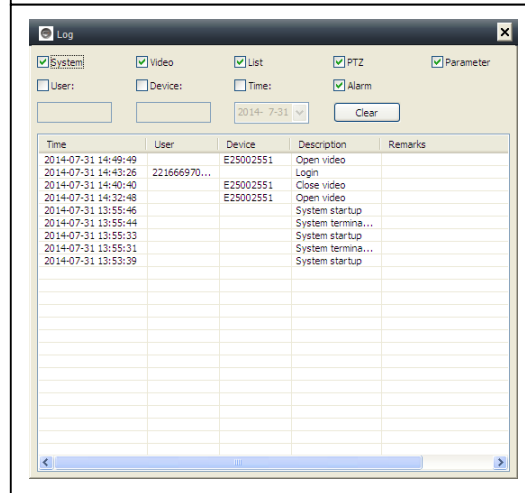 Log
System Video List PTZ Parameter
User: Device: Time: Alarm
2014- 7-31 Clear
Time User Device Description Remarks
2014-07-31 14:49:49 E25002551 Open video
2014-07-31 14:43:26 221666970... Login
2014-07-31 14:40:40 E25002551 Close video
2014-07-31 14:32:48 E25002551 Open video
2014-07-31 13:55:46 System startup
2014-07-31 13:55:44 System termina...
2014-07-31 13:55:33 System startup
2014-07-31 13:55:31 System termina...
2014-07-31 13:53:39 System startup